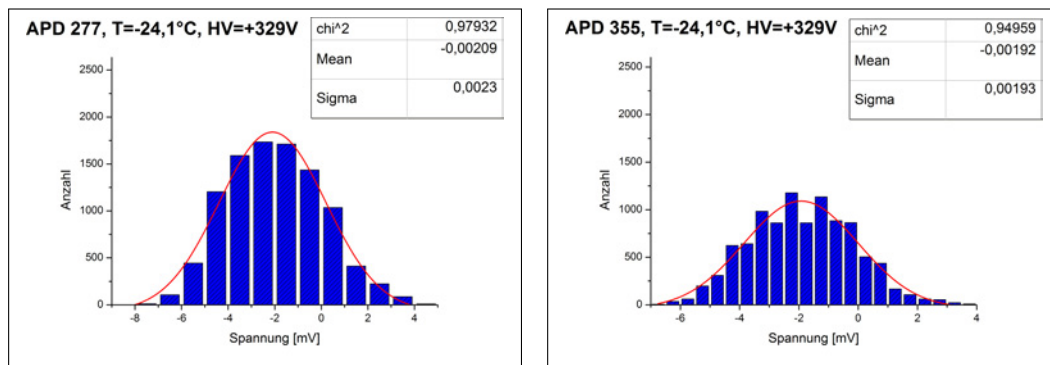 APD 277, T=-24,1°C, HV=+329V
chi^2 0,97932
Mean -0,00209
Sigma 0,0023
2500
2000
1500
1000
500
0
Anzahl
-8 -6 -4 -2 0 2 4
Spannung [mV]
APD 355, T=-24,1°C, HV=+329V
chi^2 0,94959
Mean -0,00192
Sigma 0,00193
2500
2000
1500
1000
500
0
Anzahl
-6 -4 -2 0 2 4
Spannung [mV]